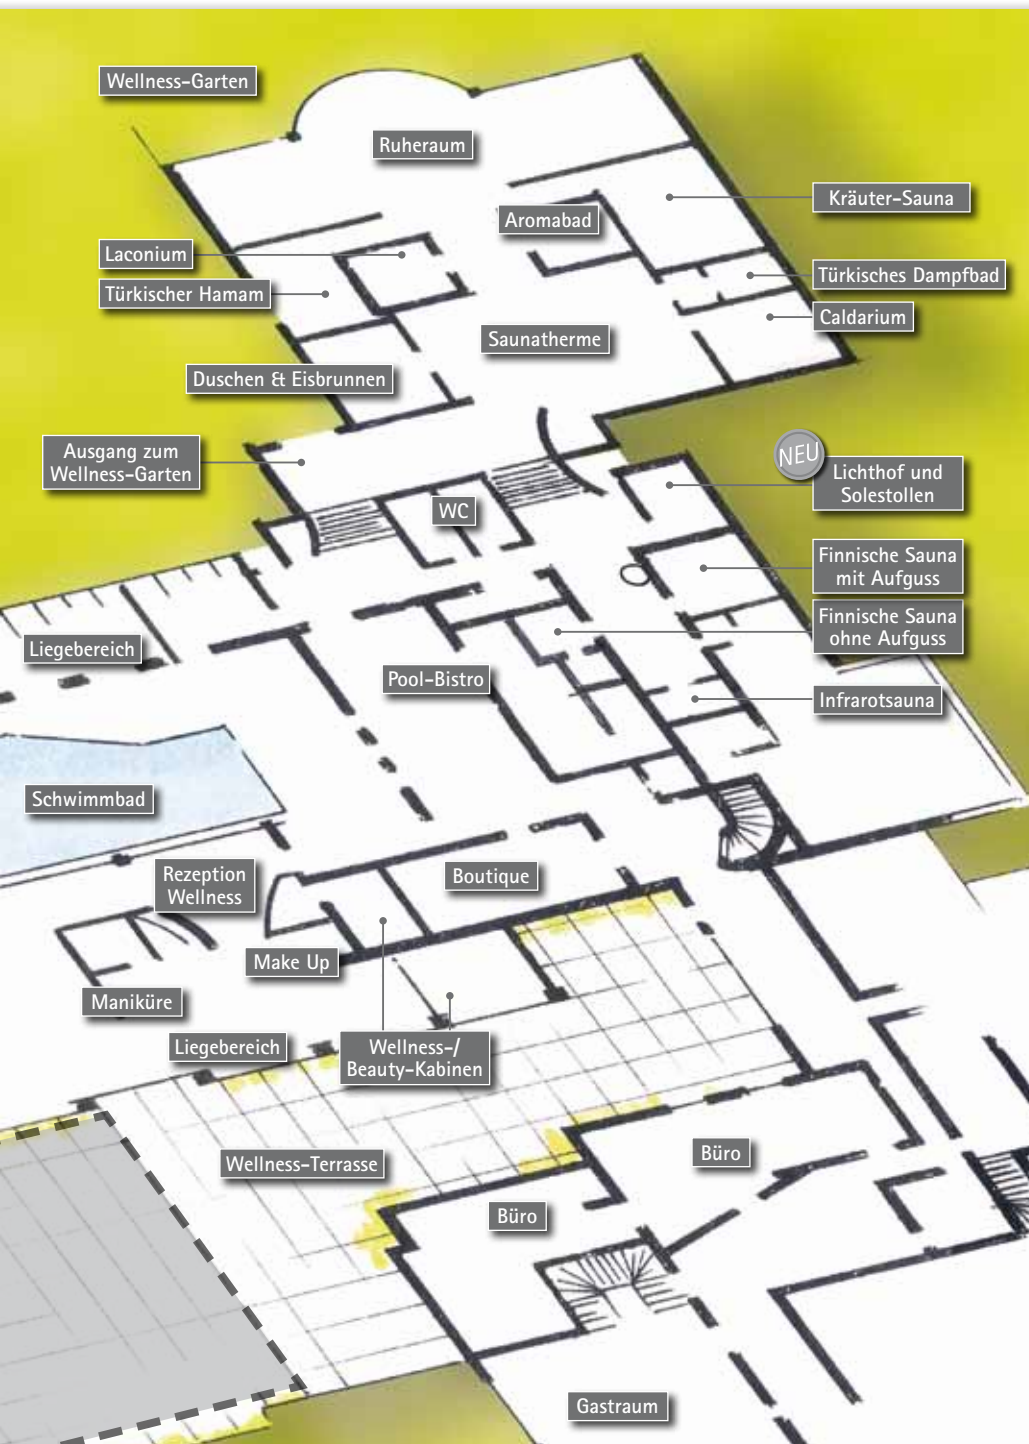 Wellness-Garten
Ruheraum
Kräuter-Sauna
Aromabad
Laconium
Türkisches Dampfbad
Türkischer Hamam
Caldarium
Saunatherme
Duschen & Eisbrunnen
Ausgang zum
Wellness-Garten
NEU
Lichthof und
Solestollen
WC
Finnische Sauna
mit Aufguss
Finnische Sauna
ohne Aufguss
Liegebereich
Pool-Bistro
Infrarotsauna
Schwimmbad
Rezeption
Wellness
Boutique
Make Up
Maniküre
Liegebereich
Wellness-/
Beauty-Kabinen
Wellness-Terrasse
Büro
Büro
Gastraum